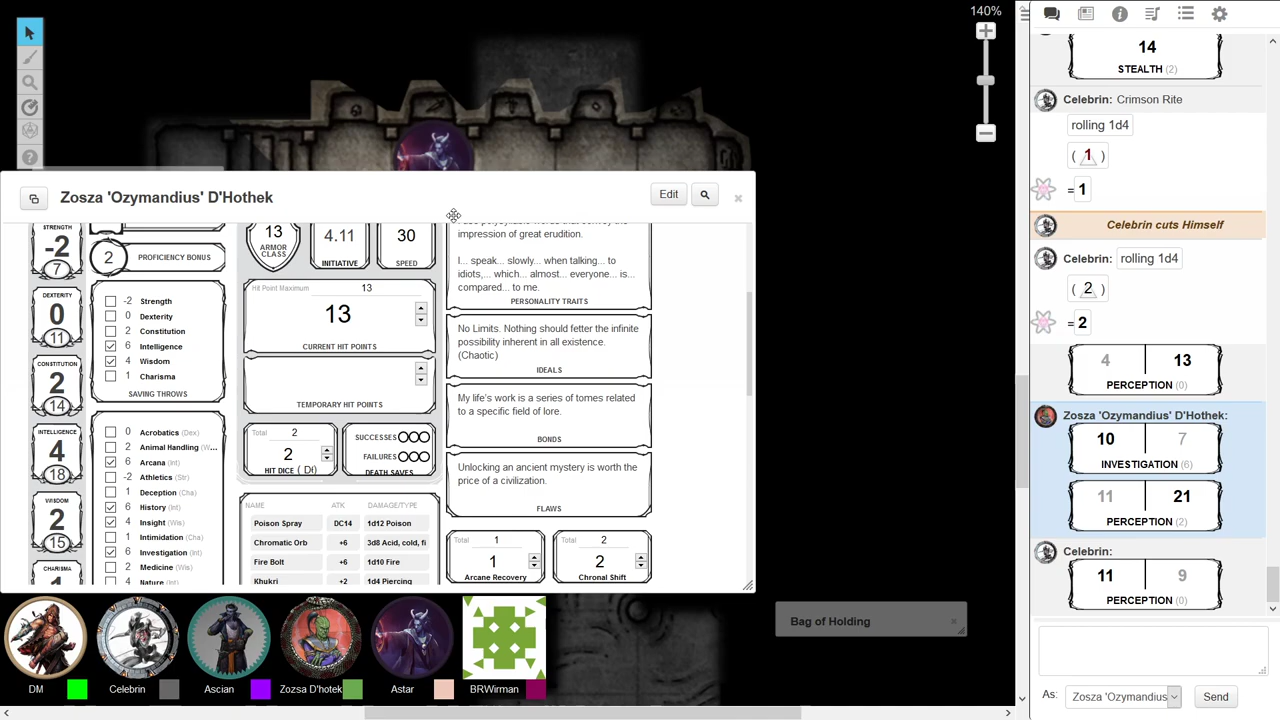 140%
14
STEALTH (2)
Celebrin: Crimson Rite
rolling 1d4
( 1 )
= 1
Celebrin cuts Himself
Celebrin: rolling 1d4
( 2 )
= 2
4 13
PERCEPTION (0)
Zosza 'Ozymandius' D'Hothek:
10 7
INVESTIGATION (6)
11 21
PERCEPTION (2)
Celebrin:
11 9
PERCEPTION (0)
As: Zosza 'Ozymandius Send
Zosza 'Ozymandius' D'Hothek
Edit
STRENGTH
-2
7
DEXTERITY
0
11
CONSTITUTION
2
14
INTELLIGENCE
4
18
WISDOM
2
15
CHARISMA
2 PROFICIENCY BONUS
-2 Strength
0 Dexterity
2 Constitution
6 Intelligence
4 Wisdom
1 Charisma
SAVING THROWS
0 Acrobatics (Dex)
2 Animal Handling (W...
6 Arcana (Int)
-2 Athletics (Str)
1 Deception (Cha)
6 History (Int)
4 Insight (Wis)
1 Intimidation (Cha)
6 Investigation (Int)
2 Medicine (Wis)
4 Nature (Int)
13
ARMOR
CLASS
4.11
INITIATIVE
30
SPEED
Hit Point Maximum 13
13
CURRENT HIT POINTS
TEMPORARY HIT POINTS
Total 2
2
HIT DICE
SUCCESSES
FAILURES
DEATH SAVES
NAME ATK DAMAGE/TYPE
Poison Spray DC14 1d12 Poison
Chromatic Orb +6 3d8 Acid, cold, fi
Fire Bolt +6 1d10 Fire
Khukri +2 1d4 Piercing
impression of great erudition.
I... speak... slowly... when talking... to
idiots,... which... almost... everyone... is...
compared... to me.
PERSONALITY TRAITS
No Limits. Nothing should fetter the infinite
possibility inherent in all existence.
(Chaotic)
IDEALS
My life's work is a series of tomes related
to a specific field of lore.
BONDS
Unlocking an ancient mystery is worth the
price of a civilization.
FLAWS
Total 1
1
Arcane Recovery
Total 2
2
Chronal Shift
Bag of Holding
DM
Celebrin
Ascian
Zozsa D'hotek
Astar
BRWirman